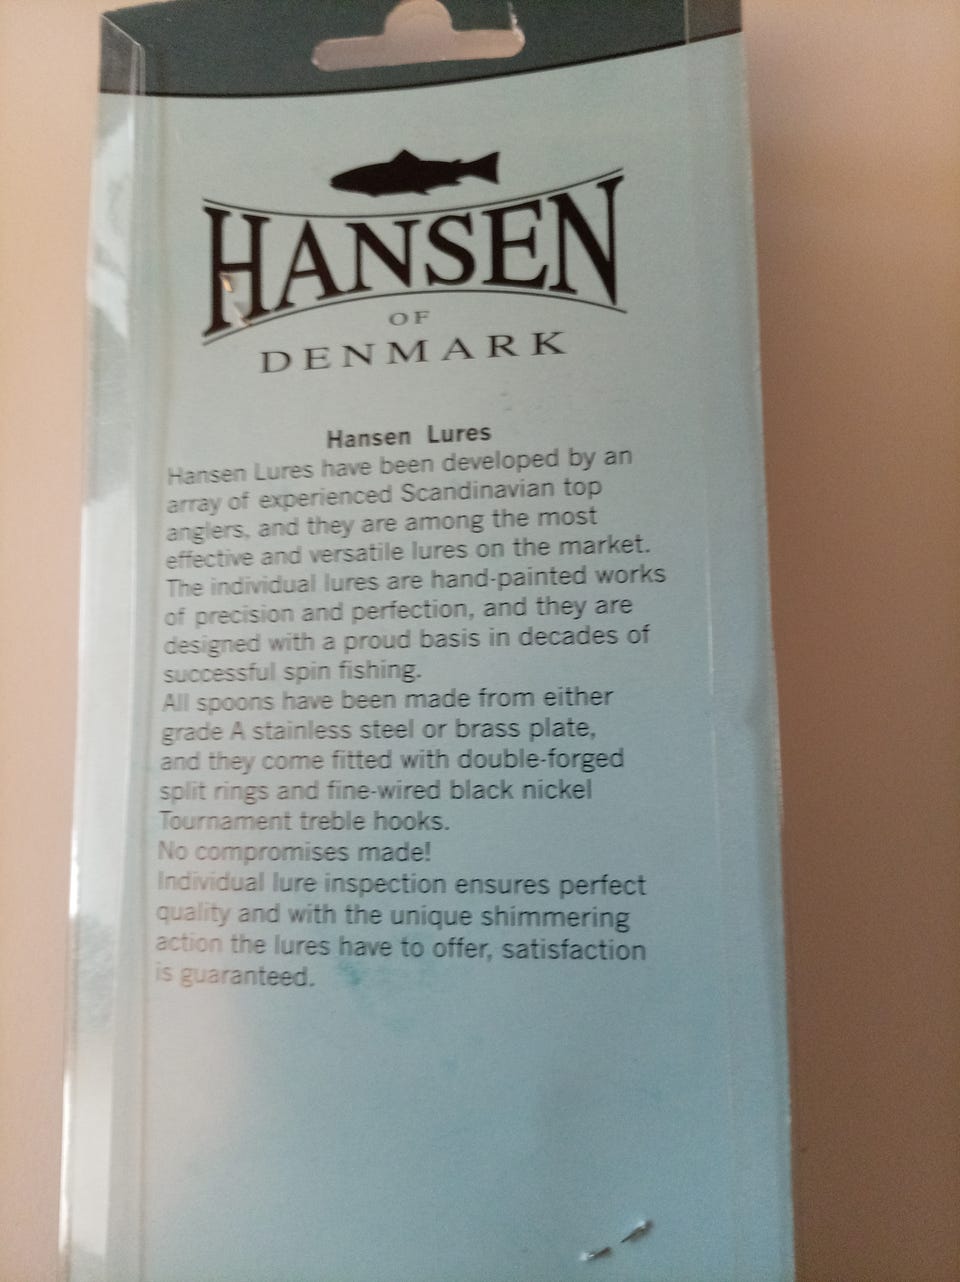 HANSEN
OF
DENMARK
Hansen Lures
Hansen Lures have been developed by an
array of experienced Scandinavian top
anglers, and they are among the most
effective and versatile lures on the market.
The individual lures are hand-painted works
of precision and perfection, and they are
designed with a proud basis in decades of
successful spin fishing.
All spoons have been made from either
grade A stainless steel or brass plate,
and they come fitted with double-forged
split rings and fine-wired black nickel
Tournament treble hooks.
No compromises made!
Individual lure inspection ensures perfect
quality and with the unique shimmering
action the lures have to offer, satisfaction
is guaranteed.